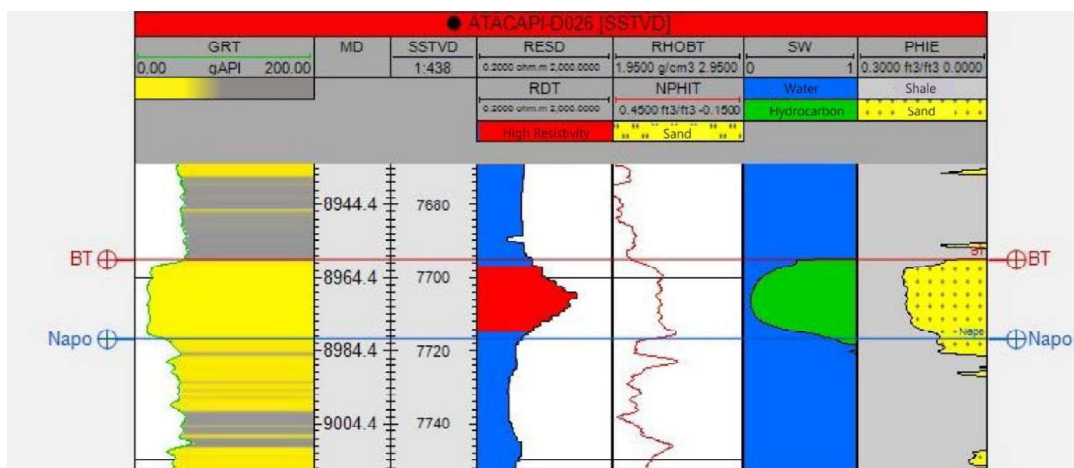 ATACAPI-D026 [SSTVD]
GRT MD SSTVD RESD RHOBT SW PHIE
0.00 gAPI 200.00 1:438 0.2000 ohm.m 2,000.0000 1.9500 g/cm3 2.9500 0 1 0.3000 ft3/ft3 0.0000
RDT NPHIT Water Shale
0.2000 ohm.m 2,000.0000 0.4500 ft3/ft3 -0.1500 Hydrocarbon Sand
High Resistivity Sand
8944.4 7680
BT BT BT
8964.4 7700
Napo Napo Napo
8984.4 7720
9004.4 7740